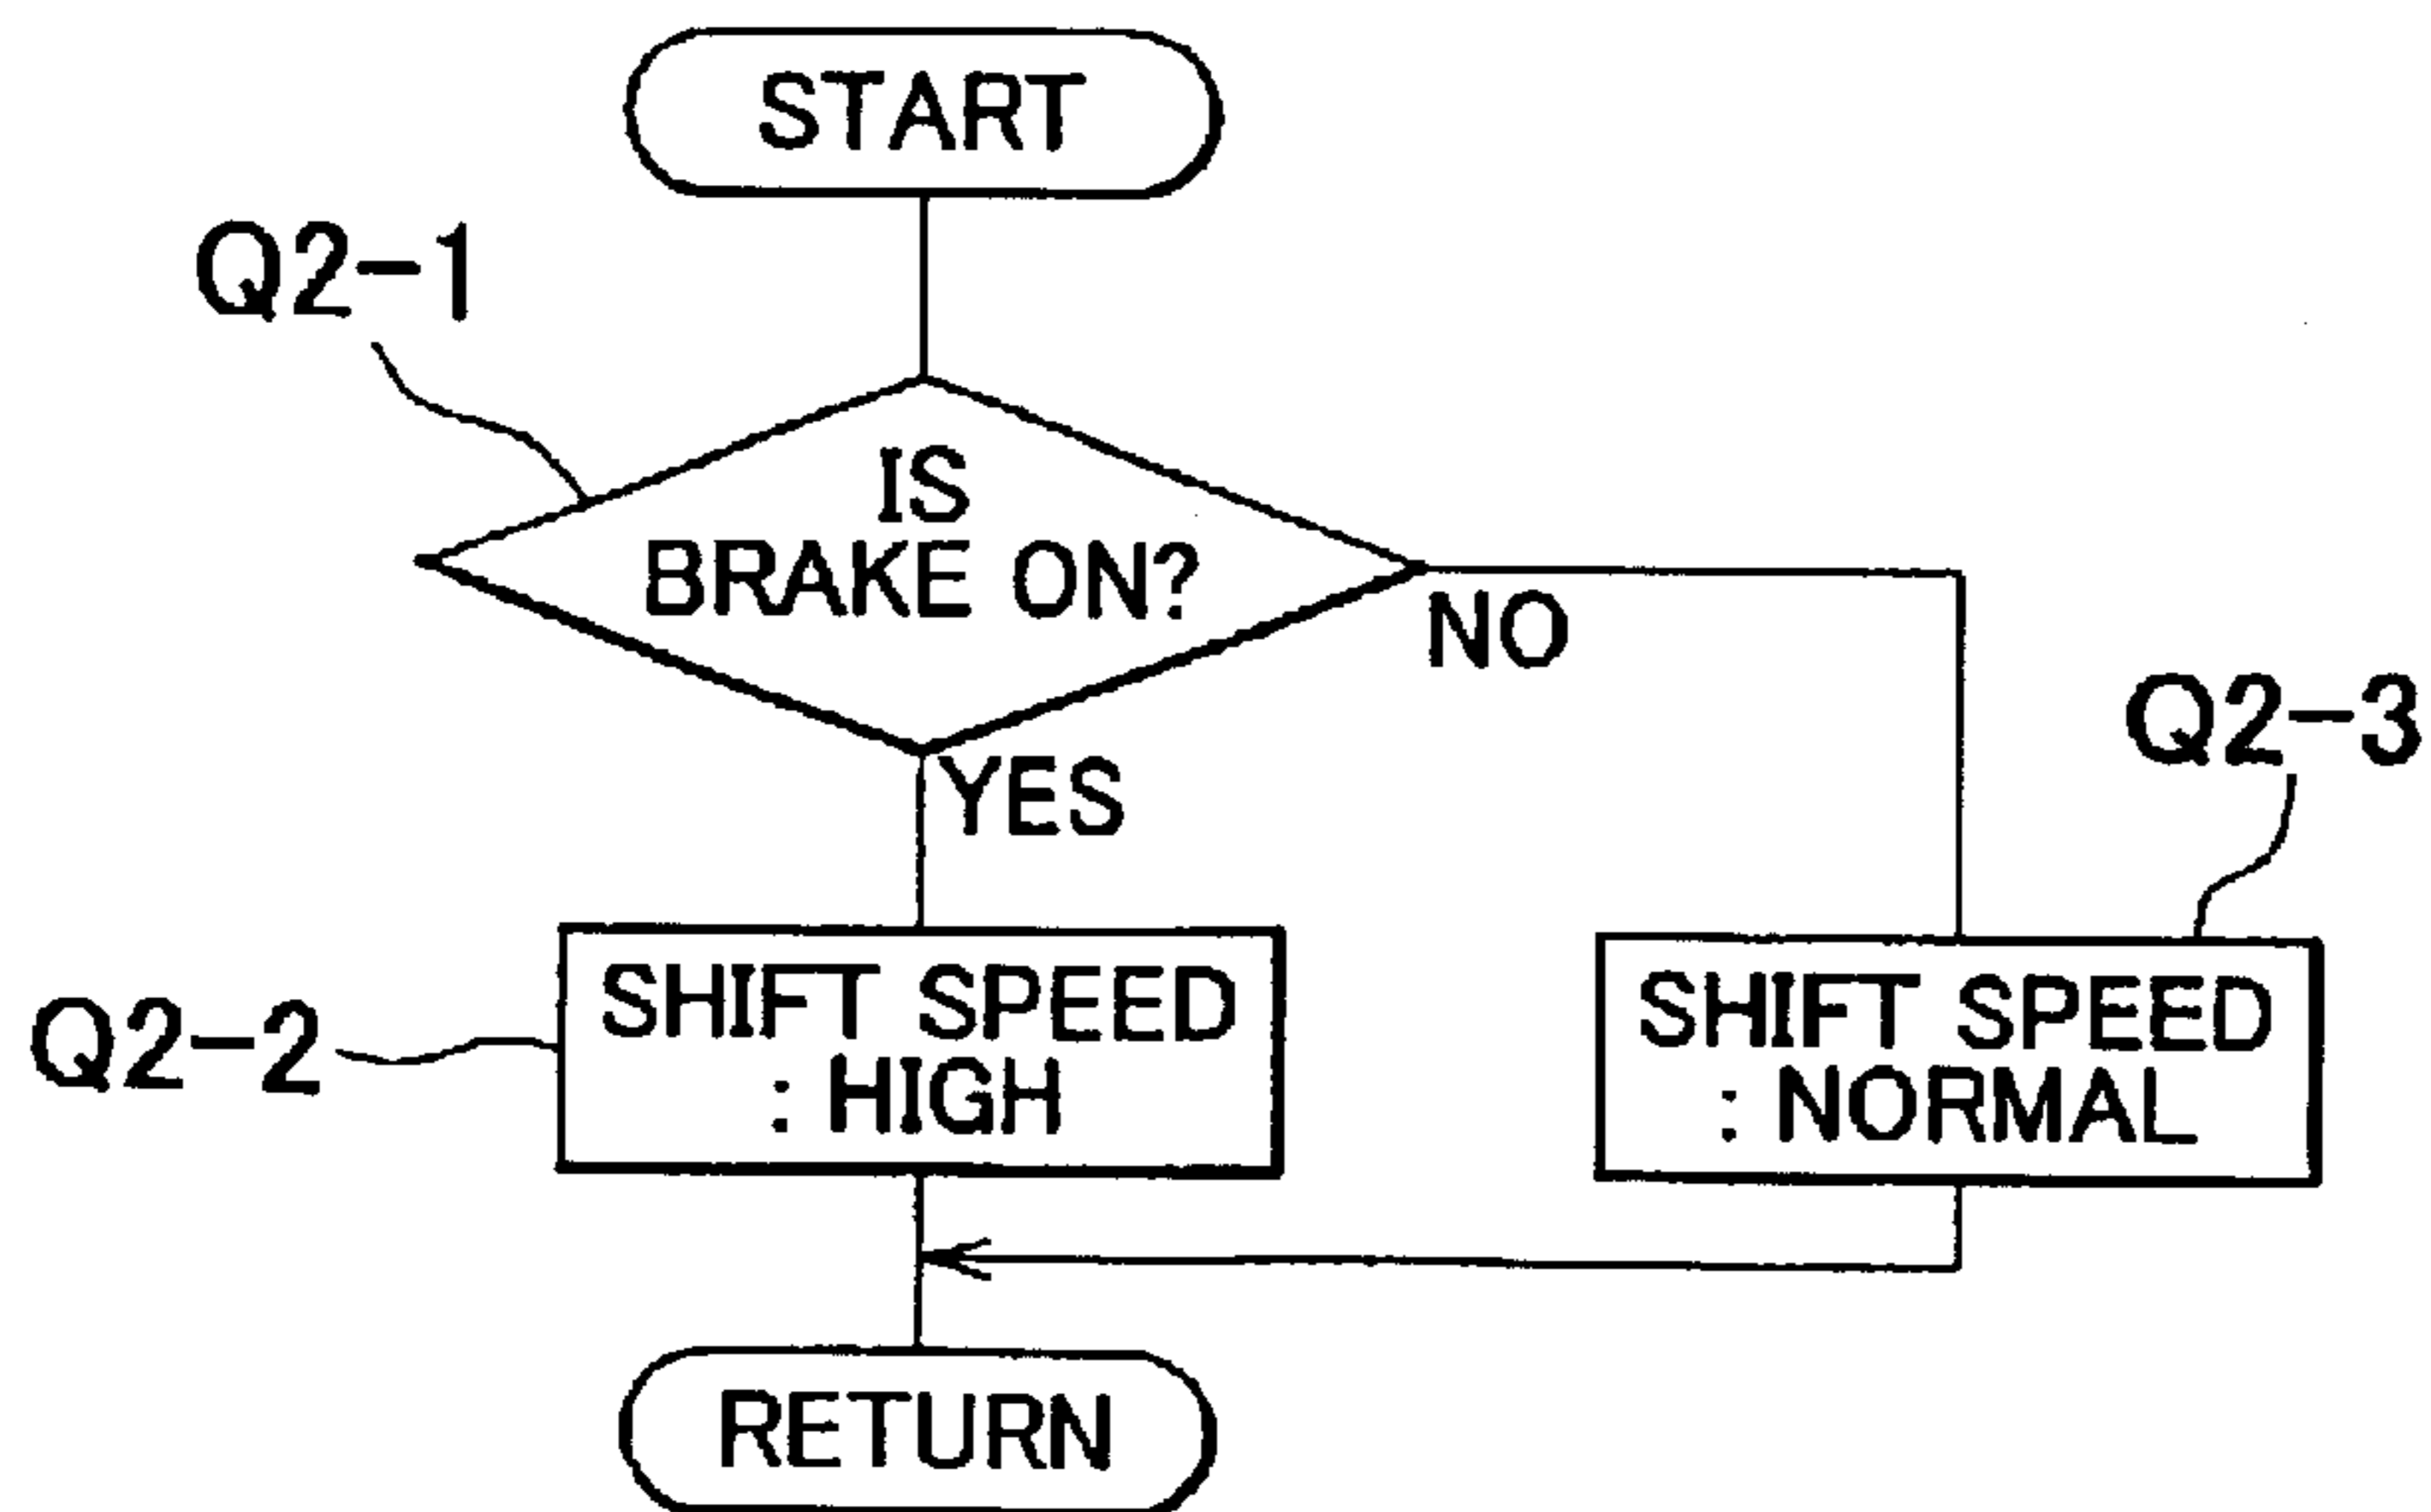 START
Q2-1
IS
BRAKE ON?
NO
YES
Q2-3
SHIFT SPEED
: HIGH
Q2-2
SHIFT SPEED
: NORMAL
RETURN